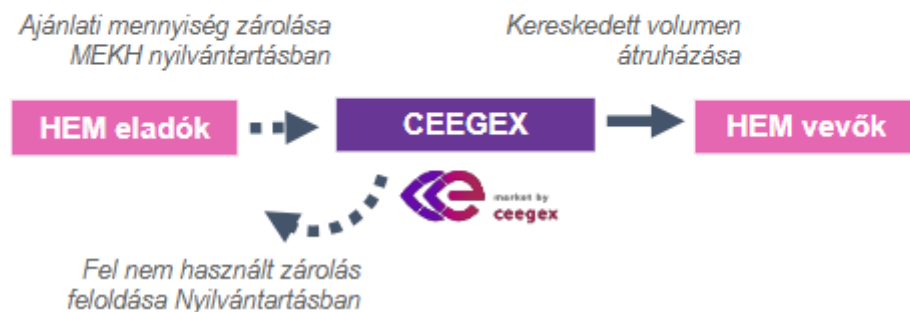 Ajánlati mennyiség zárolása
MEKH nyilvántartásban
Kereskedett volumen
átruházása
HEM eladók
CEEGEX
HEM vevők
market by
ceegex
Fel nem használt zárolás
feloldása Nyilvántartásban